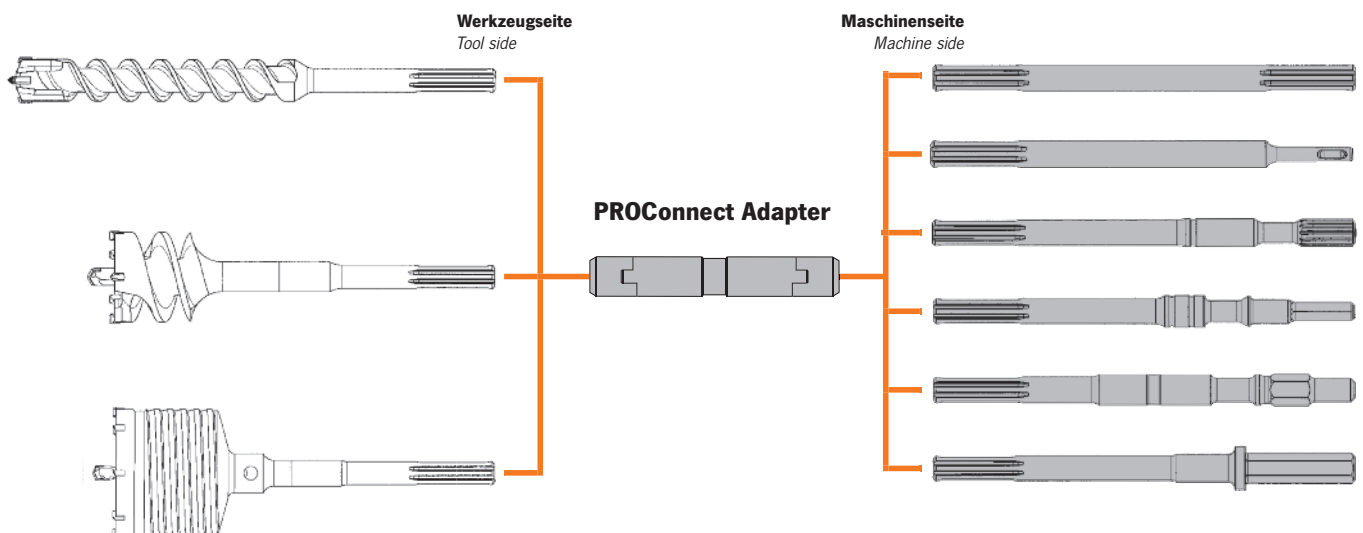 Werkzeugseite
Tool side
Maschinenseite
Machine side
PROConnect Adapter